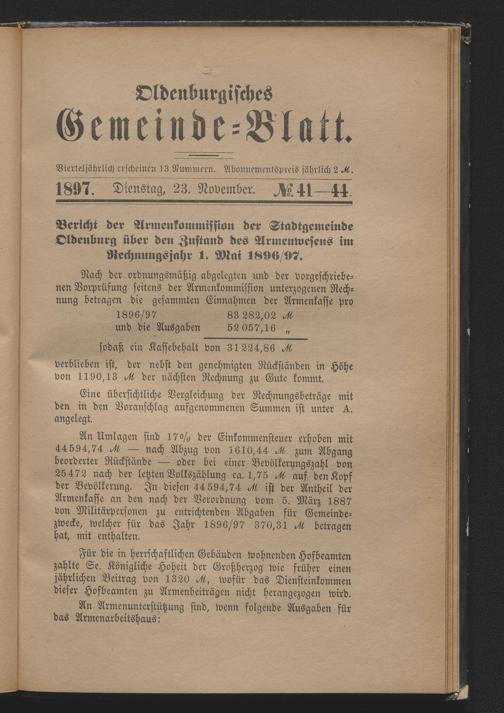 Oldenburgisches
Gemeinde-Blatt.
Vierteljährlich erscheinen 13 Nummern. Abonnementspreis jährlich 2 ℳ.
1897. Dienstag, 23. November. № 41—44.
Bericht der Armenkommission der Stadtgemeinde
Oldenburg über den Zustand des Armenwesens im
Rechnungsjahr 1. Mai 1896/97.
Nach der ordnungsmäßig abgelegten und der vorgeschriebe-
nen Vorprüfung seitens der Armenkommission unterzogenen Rech-
nung betragen die gesammten Einnahmen der Armenkasse pro
1896/97 83 282,02 ℳ
und die Ausgaben 52 057,16 „
sodaß ein Kassebehalt von 31 224,86 ℳ
verblieben ist, der nebst den genehmigten Rückständen in Höhe
von 1190,13 ℳ der nächsten Rechnung zu Gute kommt.
Eine übersichtliche Vergleichung der Rechnungsbeträge mit
den in den Voranschlag aufgenommenen Summen ist unter A.
angelegt.
An Umlagen sind 17% der Einkommensteuer erhoben mit
44 594,74 ℳ — nach Abzug von 1610,44 ℳ zum Abgang
beorderter Rückstände — oder bei einer Bevölkerungszahl von
25 472 nach der letzten Volkszählung ca. 1,75 ℳ auf den Kopf
der Bevölkerung. In diesen 44 594,74 ℳ ist der Antheil der
Armenkasse an den nach der Verordnung vom 5. März 1887
von Militärpersonen zu entrichtenden Abgaben für Gemeinde-
zwecke, welcher für das Jahr 1896/97 370,31 ℳ betragen
hat, mit enthalten.
Für die in herrschaftlichen Gebäuden wohnenden Hofbeamten
zahlte Se. Königliche Hoheit der Großherzog wie früher einen
jährlichen Beitrag von 1320 ℳ, wofür das Diensteinkommen
dieser Hofbeamten zu Armenbeiträgen nicht herangezogen wird.
An Armenunterstützung sind, wenn folgende Ausgaben für
das Armenarbeitshaus: